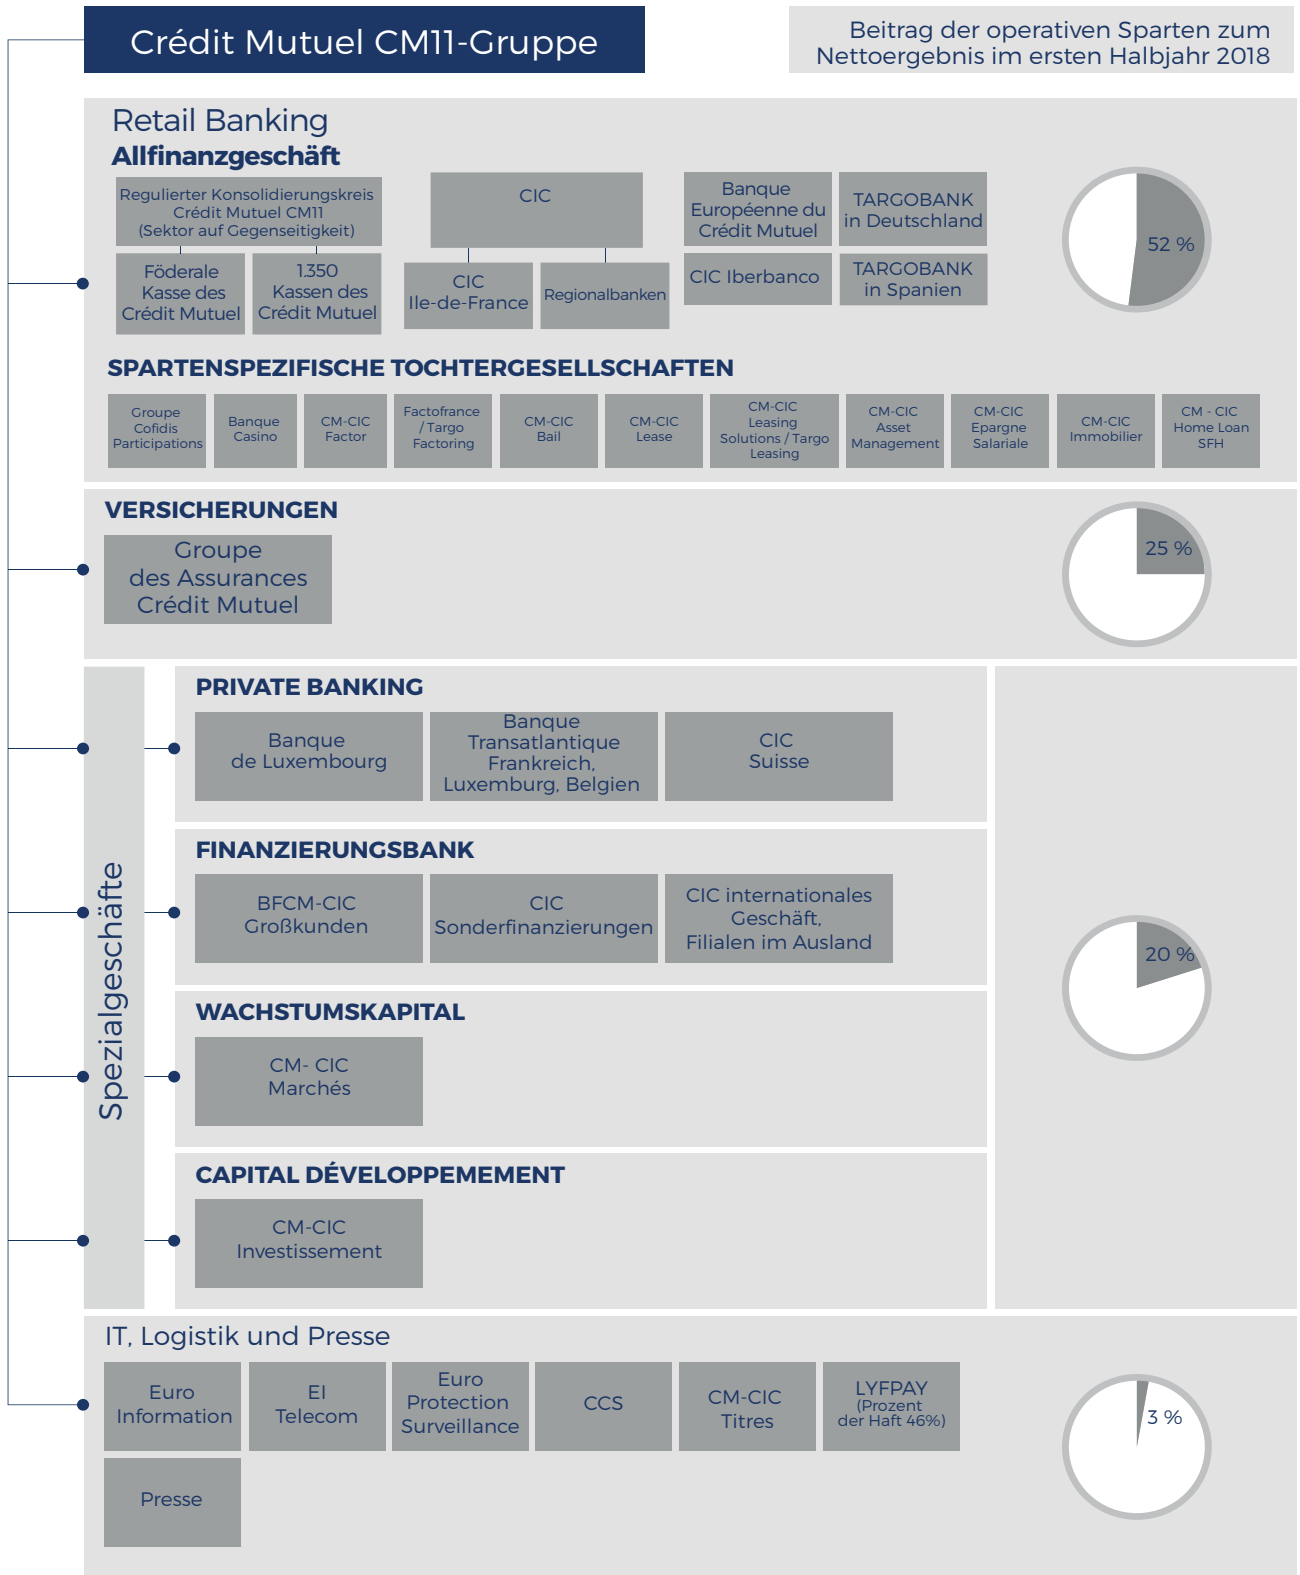 Crédit Mutuel CM11-Gruppe
Beitrag der operativen Sparten zum
Nettoergebnis im ersten Halbjahr 2018
Retail Banking
Allfinanzgeschäft
Regulierter Konsolidierungskreis
Crédit Mutuel CM11
(Sektor auf Gegenseitigkeit)
Föderale
Kasse des
Crédit Mutuel
1.350
Kassen des
Crédit Mutuel
CIC
CIC
Ile-de-France
Regionalbanken
Banque
Européenne du
Crédit Mutuel
TARGOBANK
in Deutschland
CIC Iberbanco
TARGOBANK
in Spanien
52 %
SPARTENSPEZIFISCHE TOCHTERGESELLSCHAFTEN
Groupe
Cofidis
Participations
Banque
Casino
CM-CIC
Factor
Factofrance
/ Targo
Factoring
CM-CIC
Bail
CM-CIC
Lease
CM-CIC
Leasing
Solutions / Targo
Leasing
CM-CIC
Asset
Management
CM-CIC
Epargne
Salariale
CM-CIC
Immobilier
CM - CIC
Home Loan
SFH
VERSICHERUNGEN
Groupe
des Assurances
Crédit Mutuel
25 %
Spezialgeschäfte
PRIVATE BANKING
Banque
de Luxembourg
Banque
Transatlantique
Frankreich,
Luxemburg, Belgien
CIC
Suisse
FINANZIERUNGSBANK
BFCM-CIC
Großkunden
CIC
Sonderfinanzierungen
CIC internationales
Geschäft,
Filialen im Ausland
20 %
WACHSTUMSKAPITAL
CM- CIC
Marchés
CAPITAL DÉVELOPPEMEMENT
CM-CIC
Investissement
IT, Logistik und Presse
Euro
Information
EI
Telecom
Euro
Protection
Surveillance
CCS
CM-CIC
Titres
LYFPAY
(Prozent
der Haft 46%)
3 %
Presse